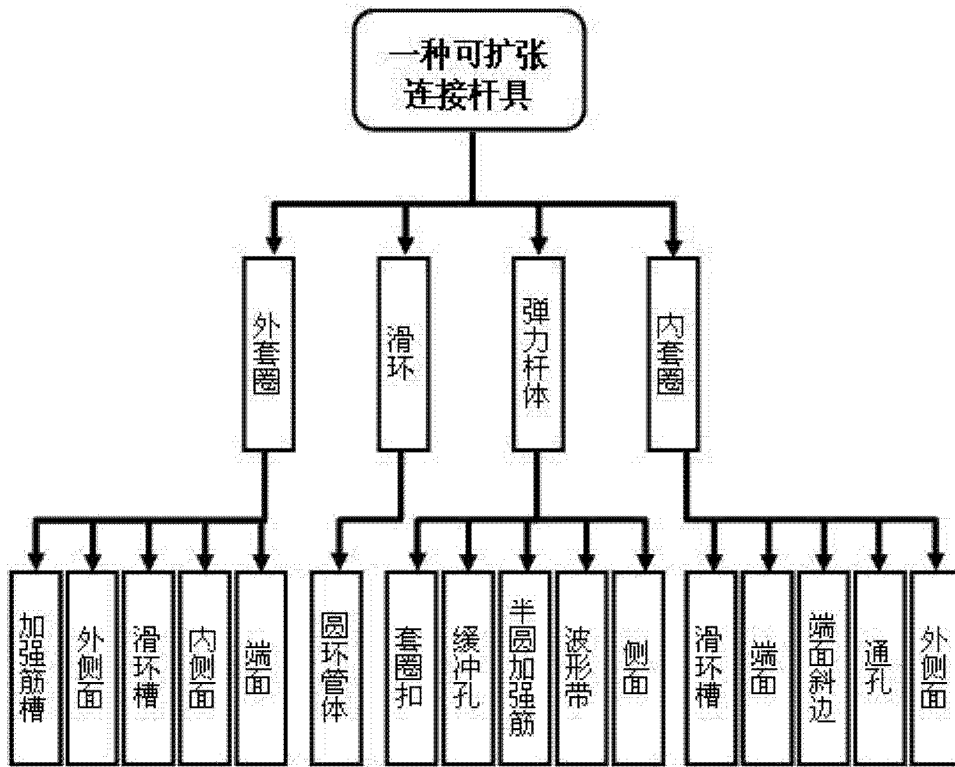 一种可扩张
连接杆具
外套圈
滑环
弹力杆体
内套圈
加强筋槽
外侧面
滑环槽
内侧面
端面
圆环管体
套圈扣
缓冲孔
半圆加强筋
波形带
侧面
滑环槽
端面
端面斜边
通孔
外侧面